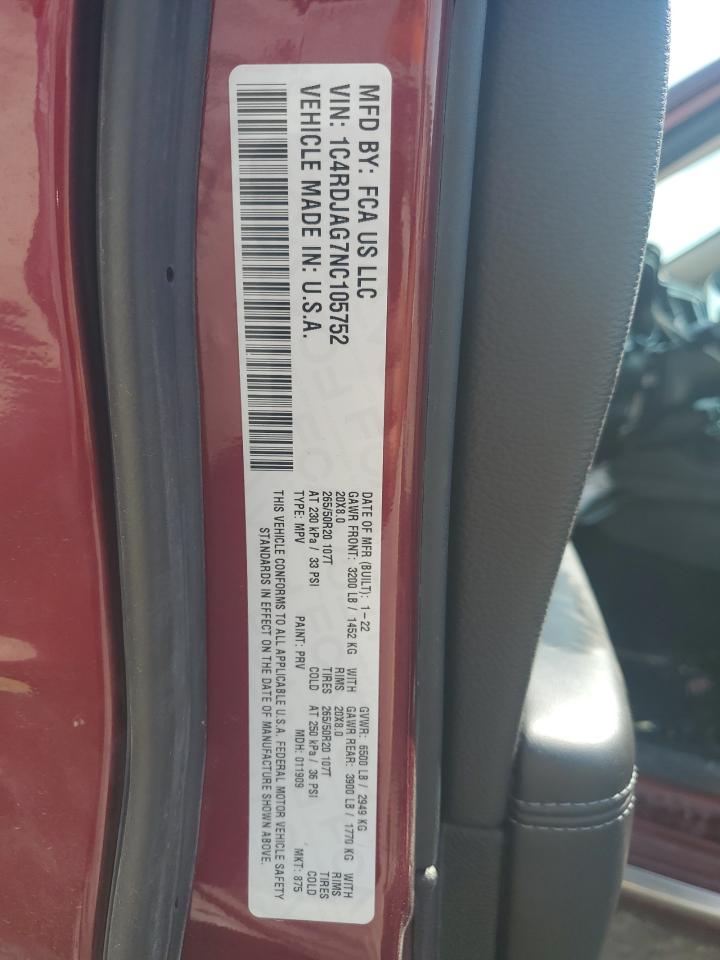 MFD BY: FCA US LLC
VIN: 1C4RDJAG7NC105752
VEHICLE MADE IN: U.S.A.
DATE OF MFR (BUILT): 1-22 GVWR: 6500 LB / 2949 KG
GAWR FRONT: 3200 LB / 1452 KG WITH GAWR REAR: 3900 LB / 1770 KG WITH
20X8.0 RIMS 20X8.0 RIMS
265/50R20 107T TIRES 265/50R20 107T TIRES
AT 230 kPa / 33 PSI COLD AT 250 kPa / 36 PSI COLD
TYPE: MPV PAINT: PRV MDH: 011909 MKT: 875
THIS VEHICLE CONFORMS TO ALL APPLICABLE U.S.A. FEDERAL MOTOR VEHICLE SAFETY
STANDARDS IN EFFECT ON THE DATE OF MANUFACTURE SHOWN ABOVE.